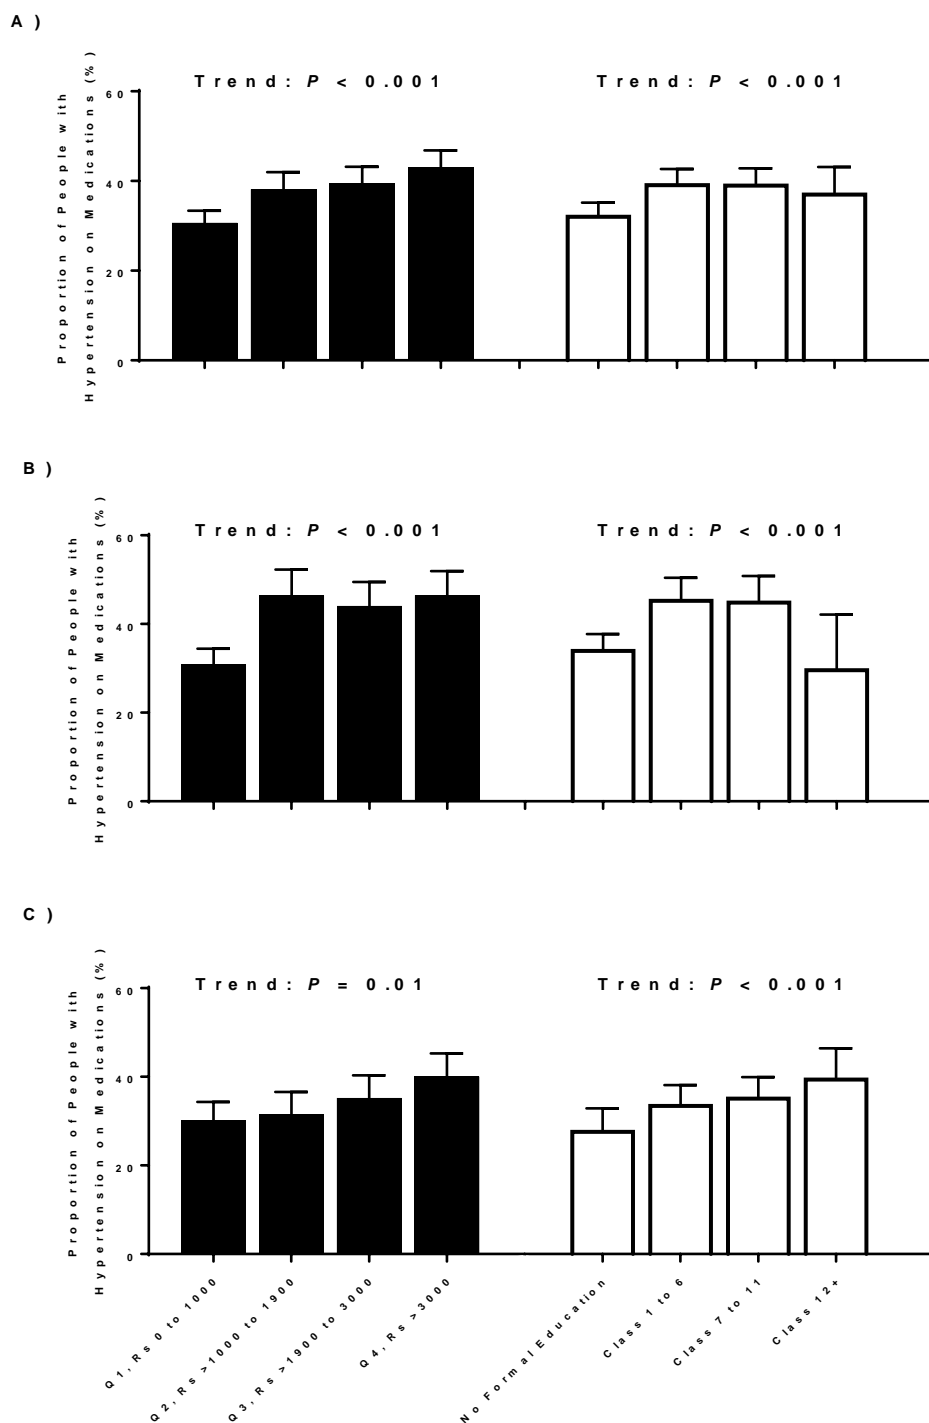 A)
Trend: P < 0.001
Trend: P < 0.001
Proportion of People with
Hypertension on Medications (%)
60
40
20
0
B)
Trend: P < 0.001
Trend: P < 0.001
Proportion of People with
Hypertension on Medications (%)
60
40
20
0
C)
Trend: P = 0.01
Trend: P < 0.001
Proportion of People with
Hypertension on Medications (%)
60
40
20
0
Q1, Rs 0 to 1000
Q2, Rs >1000 to 1900
Q3, Rs >1900 to 3000
Q4, Rs >3000
No Formal Education
Class 1 to 6
Class 7 to 11
Class 12+